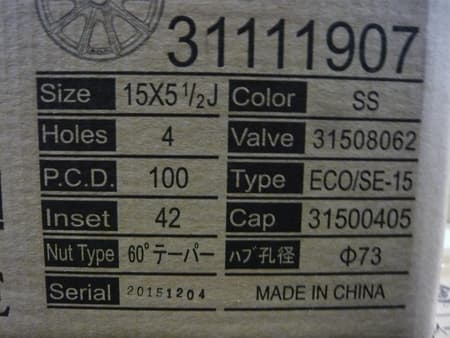 31111907
Size 15X5 1/2J Color SS
Holes 4 Valve 31508062
P.C.D. 100 Type ECO/SE-15
Inset 42 Cap 31500405
Nut Type 60°テーパー ハブ孔径 Φ73
Serial 20151204 MADE IN CHINA